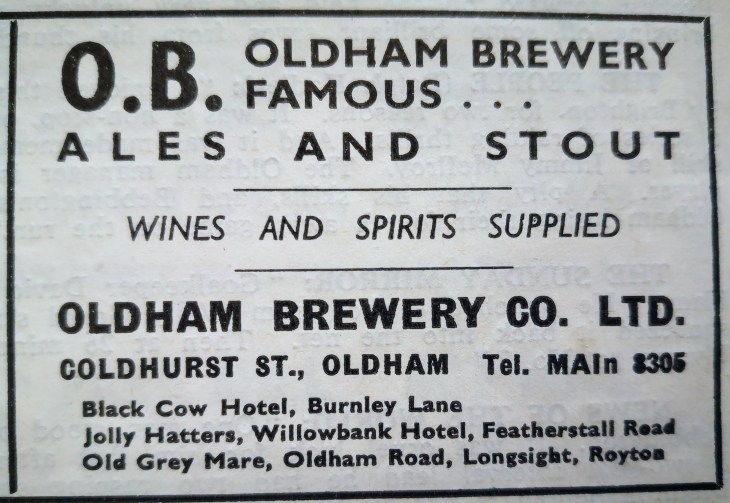 O.B. OLDHAM BREWERY
FAMOUS ...
ALES AND STOUT
WINES AND SPIRITS SUPPLIED
OLDHAM BREWERY CO. LTD.
COLDHURST ST., OLDHAM Tel. MAIn 8305
Black Cow Hotel, Burnley Lane
Jolly Hatters, Willowbank Hotel, Featherstall Road
Old Grey Mare, Oldham Road, Longsight, Royton